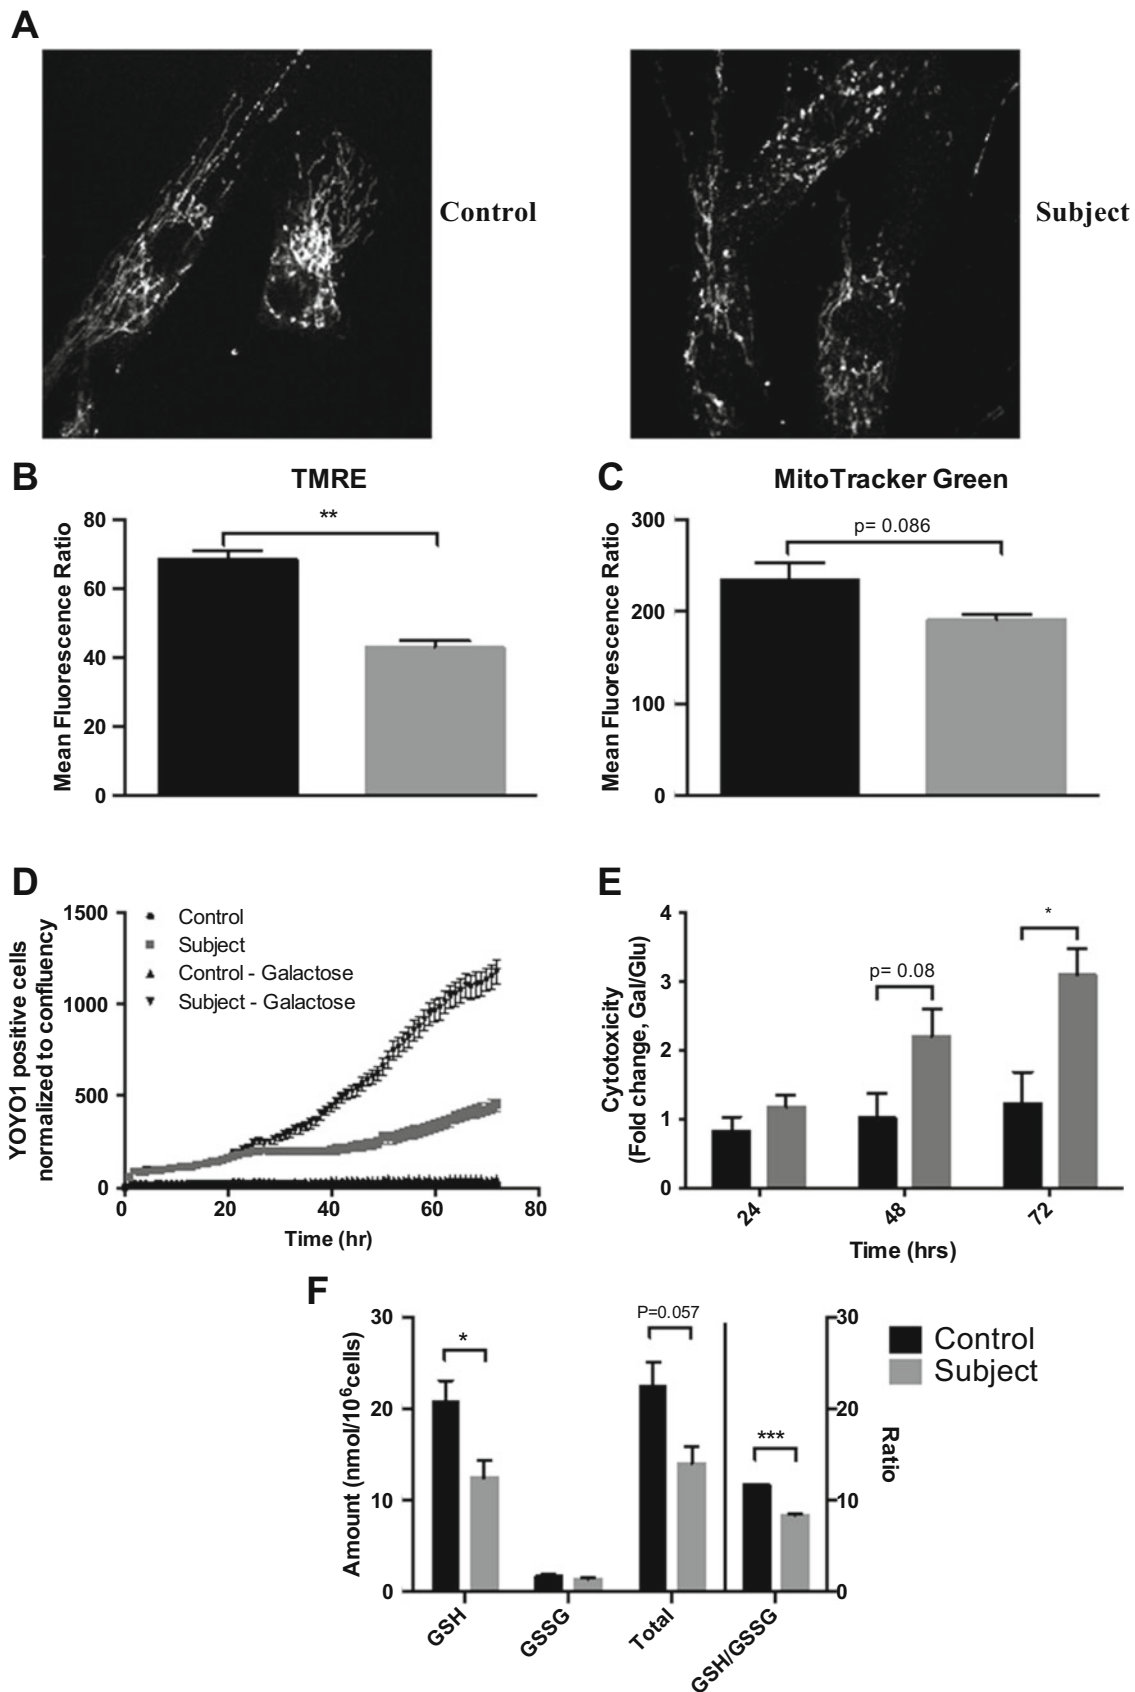 A
Control
Subject
B
TMRE
**
Mean Fluorescence Ratio
80
60
40
20
0
C
MitoTracker Green
p= 0.086
Mean Fluorescence Ratio
300
200
100
0
D
YOYO1 positive cells
normalized to confluency
1500
1000
500
0
Control
Subject
Control - Galactose
Subject - Galactose
0 20 40 60 80
Time (hr)
E
Cytotoxicity
(Fold change, Gal/Glu)
4
3
2
1
0
p= 0.08
*
24 48 72
Time (hrs)
F
Amount (nmol/10⁶cells)
30
20
10
0
*
P=0.057
***
30
20
10
0
Ratio
Control
Subject
GSH GSSG Total GSH/GSSG